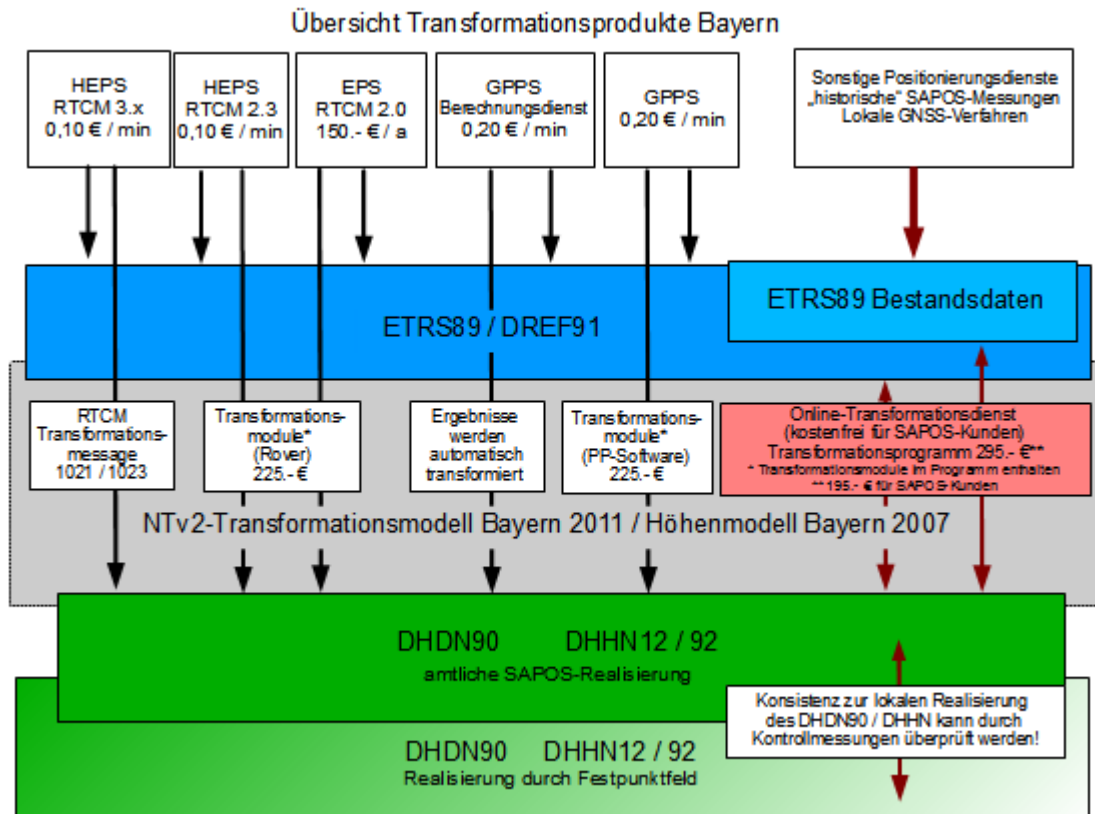 Übersicht Transformationsprodukte Bayern
HEPS
RTCM 3.x
0,10 € / min
HEPS
RTCM 2.3
0,10 € / min
EPS
RTCM 2.0
150.- € / a
GPPS
Berechnungsdienst
0,20 € / min
GPPS
0,20 € / min
Sonstige Positionierungsdienste
„historische" SAPOS-Messungen
Lokale GNSS-Verfahren
ETRS89 Bestandsdaten
ETRS89 / DREF91
RTCM
Transformations-
message
1021 / 1023
Transformations-
module*
(Rover)
225.- €
Ergebnisse
werden
automatisch
transformiert
Transformations-
module*
(PP-Software)
225.- €
Online-Transformationsdienst
(kostenfrei für SAPOS-Kunden)
Transformationsprogramm 295.- €**
* Transformationsmodule im Programm enthalten
** 195.- € für SAPOS-Kunden
NTv2-Transformationsmodell Bayern 2011 / Höhenmodell Bayern 2007
DHDN90 DHHN12 / 92
amtliche SAPOS-Realisierung
Konsistenz zur lokalen Realisierung
des DHDN90 / DHHN kann durch
Kontrollmessungen überprüft werden!
DHDN90 DHHN12 / 92
Realisierung durch Festpunktfeld